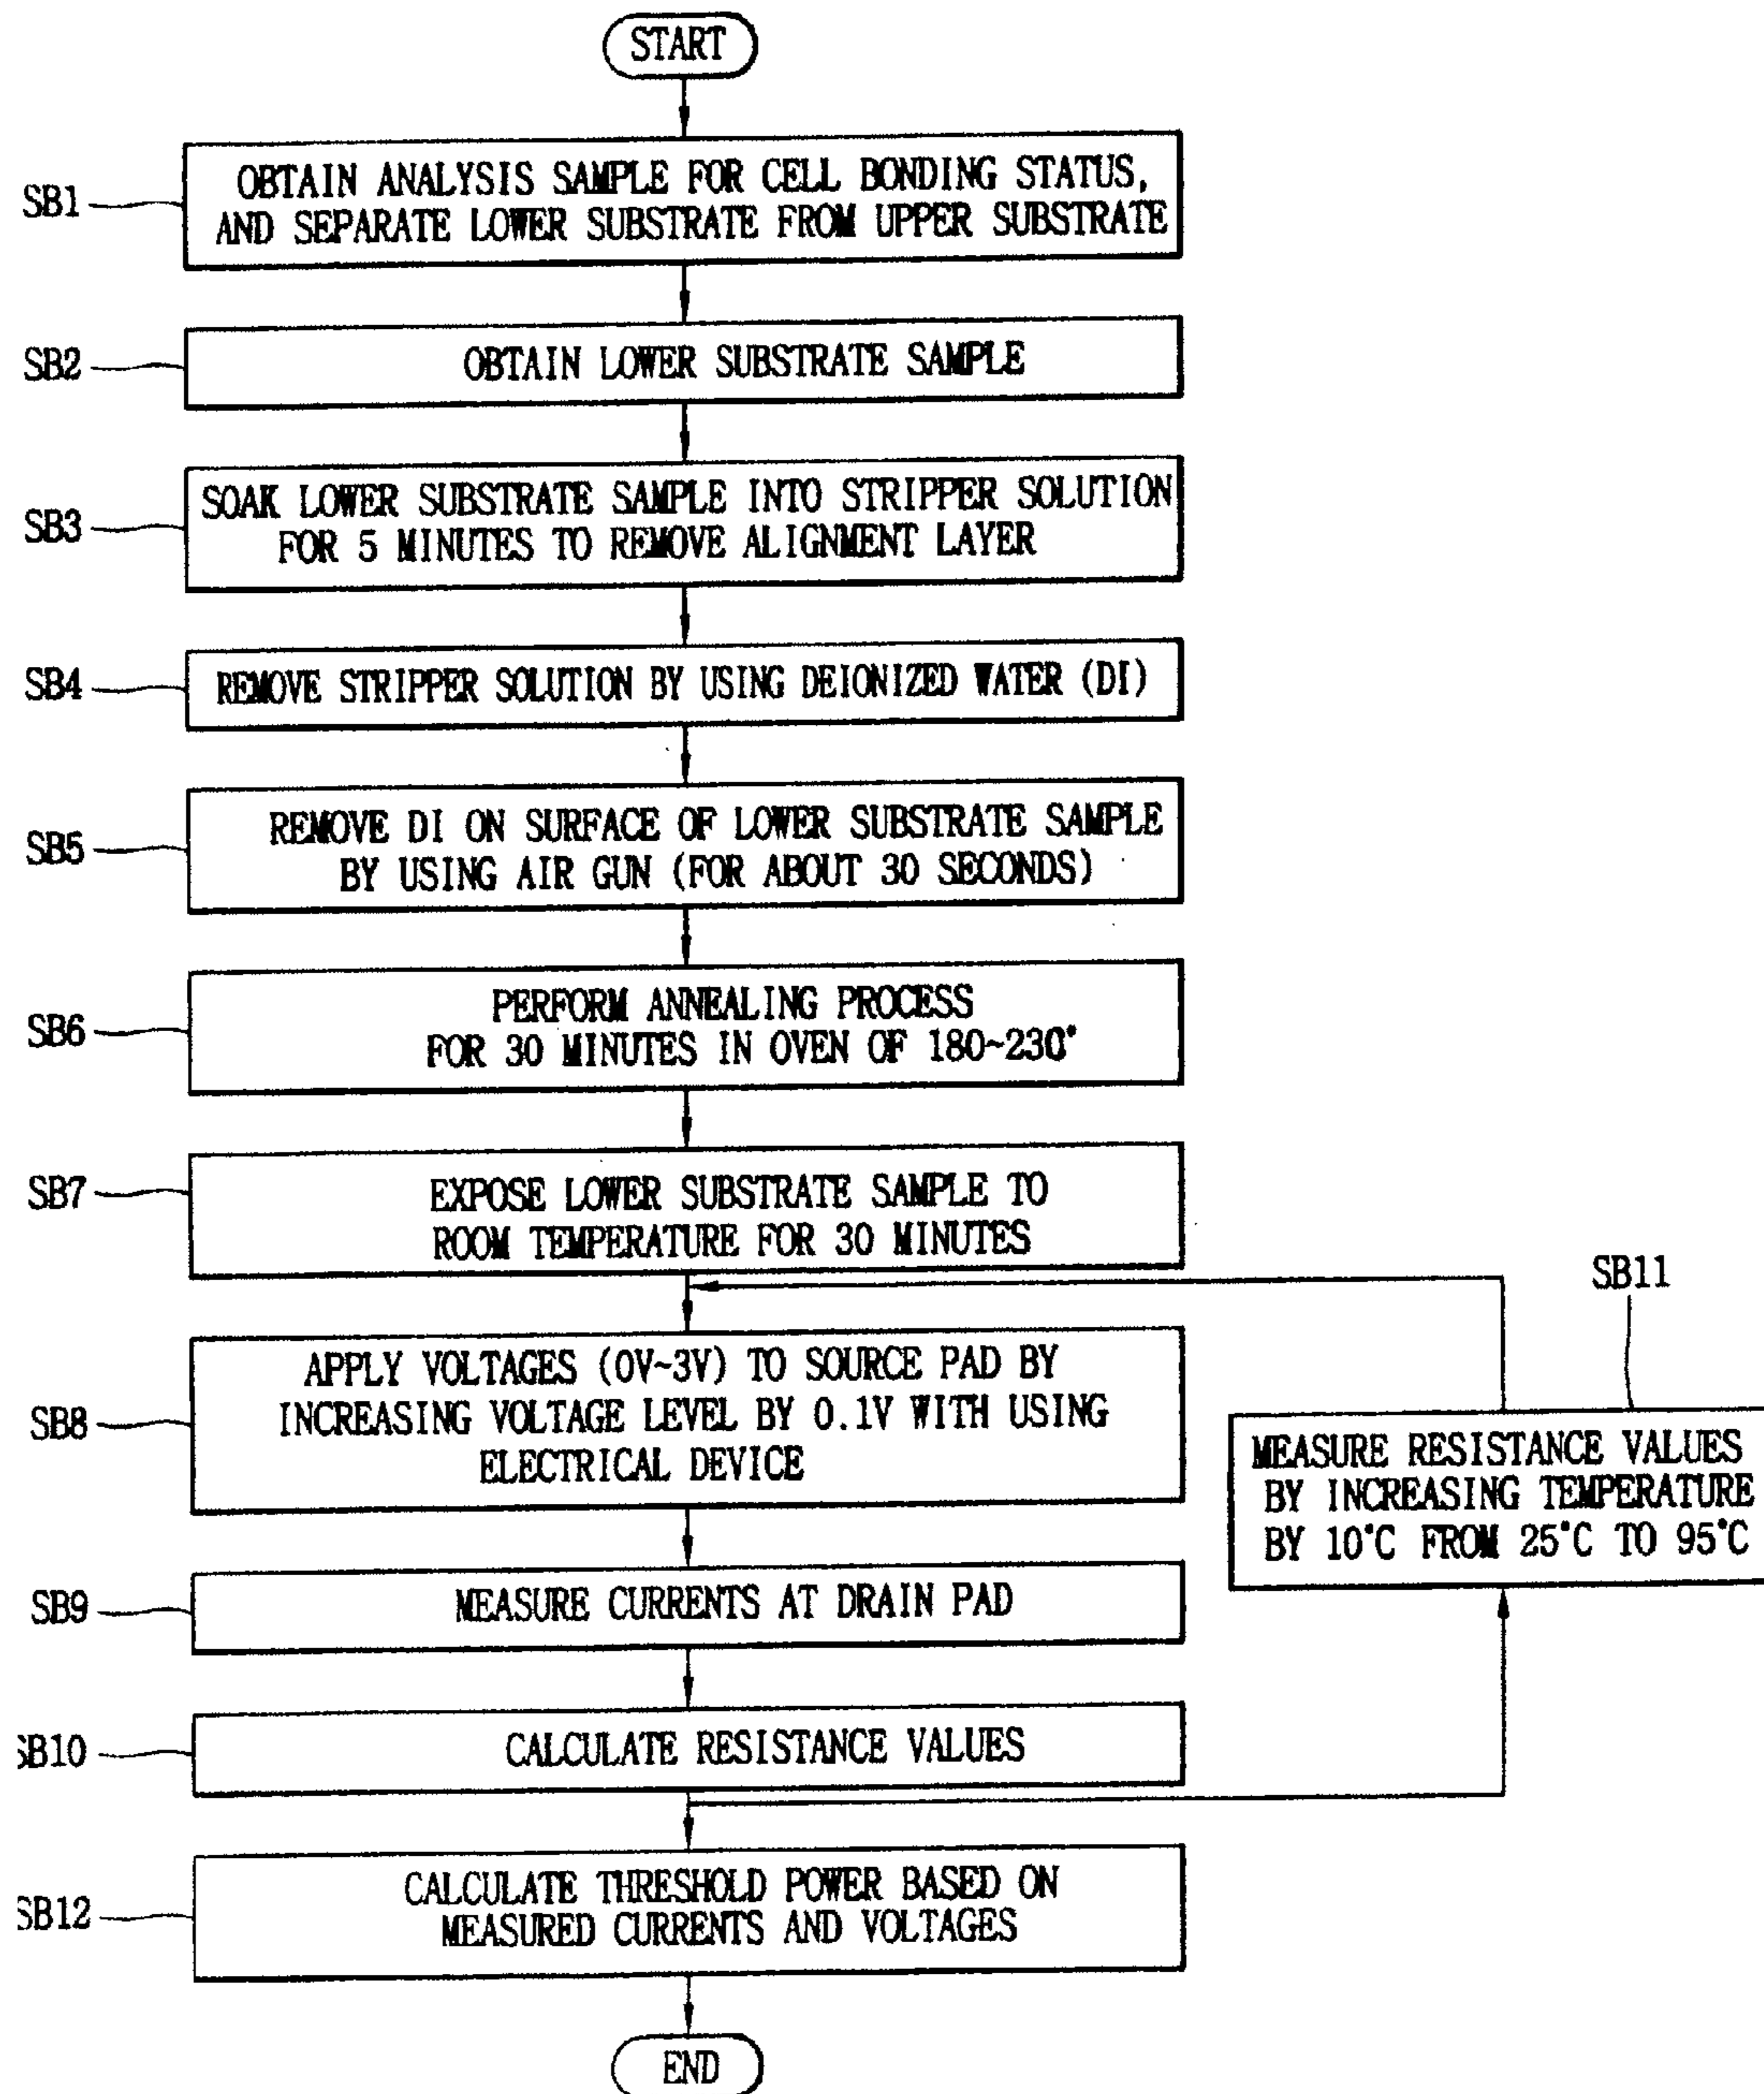 START
SB1
OBTAIN ANALYSIS SAMPLE FOR CELL BONDING STATUS,
AND SEPARATE LOWER SUBSTRATE FROM UPPER SUBSTRATE
SB2
OBTAIN LOWER SUBSTRATE SAMPLE
SB3
SOAK LOWER SUBSTRATE SAMPLE INTO STRIPPER SOLUTION
FOR 5 MINUTES TO REMOVE ALIGNMENT LAYER
SB4
REMOVE STRIPPER SOLUTION BY USING DEIONIZED WATER (DI)
SB5
REMOVE DI ON SURFACE OF LOWER SUBSTRATE SAMPLE
BY USING AIR GUN (FOR ABOUT 30 SECONDS)
SB6
PERFORM ANNEALING PROCESS
FOR 30 MINUTES IN OVEN OF 180~230°
SB7
EXPOSE LOWER SUBSTRATE SAMPLE TO
ROOM TEMPERATURE FOR 30 MINUTES
SB8
APPLY VOLTAGES (0V~3V) TO SOURCE PAD BY
INCREASING VOLTAGE LEVEL BY 0.1V WITH USING
ELECTRICAL DEVICE
SB11
MEASURE RESISTANCE VALUES
BY INCREASING TEMPERATURE
BY 10°C FROM 25°C TO 95°C
SB9
MEASURE CURRENTS AT DRAIN PAD
SB10
CALCULATE RESISTANCE VALUES
SB12
CALCULATE THRESHOLD POWER BASED ON
MEASURED CURRENTS AND VOLTAGES
END